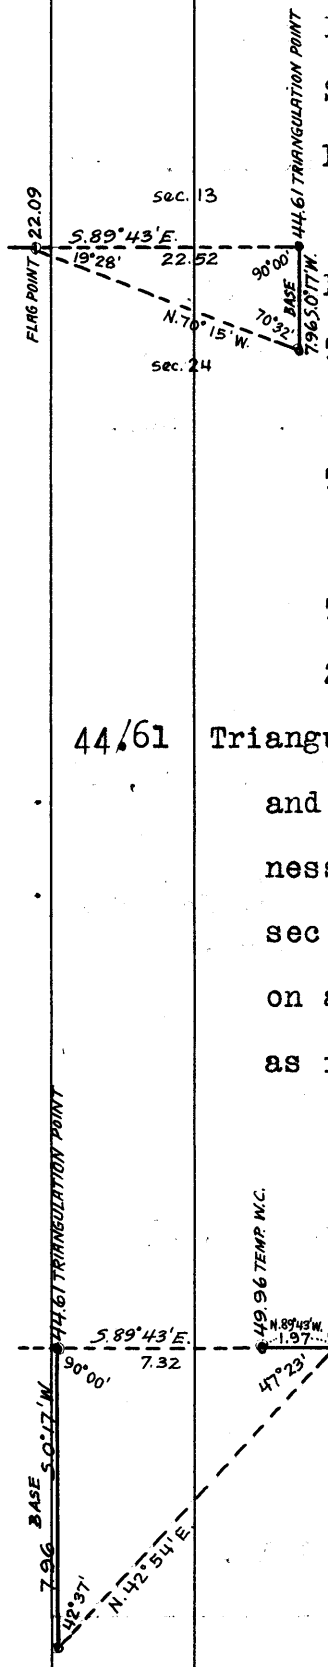 44.61 TRIANGULATION POINT
sec. 13
FLAG POINT 22.09
S.89°43'E.
19°28'
22.52
90°00'
N.70°15'W.
70°32'
BASE
7.96 S.0°17'W.
sec. 24
44.61 Triangu
and
ness
sec
on a
as
44.61 TRIANGULATION POINT
49.96 TEMP. W.C.
S.89°43'E.
7.32
N.89°43'W.
1.97
90°00'
47°23'
BASE
7.96 S.0°17'W
42°37'
N.42°54'E.